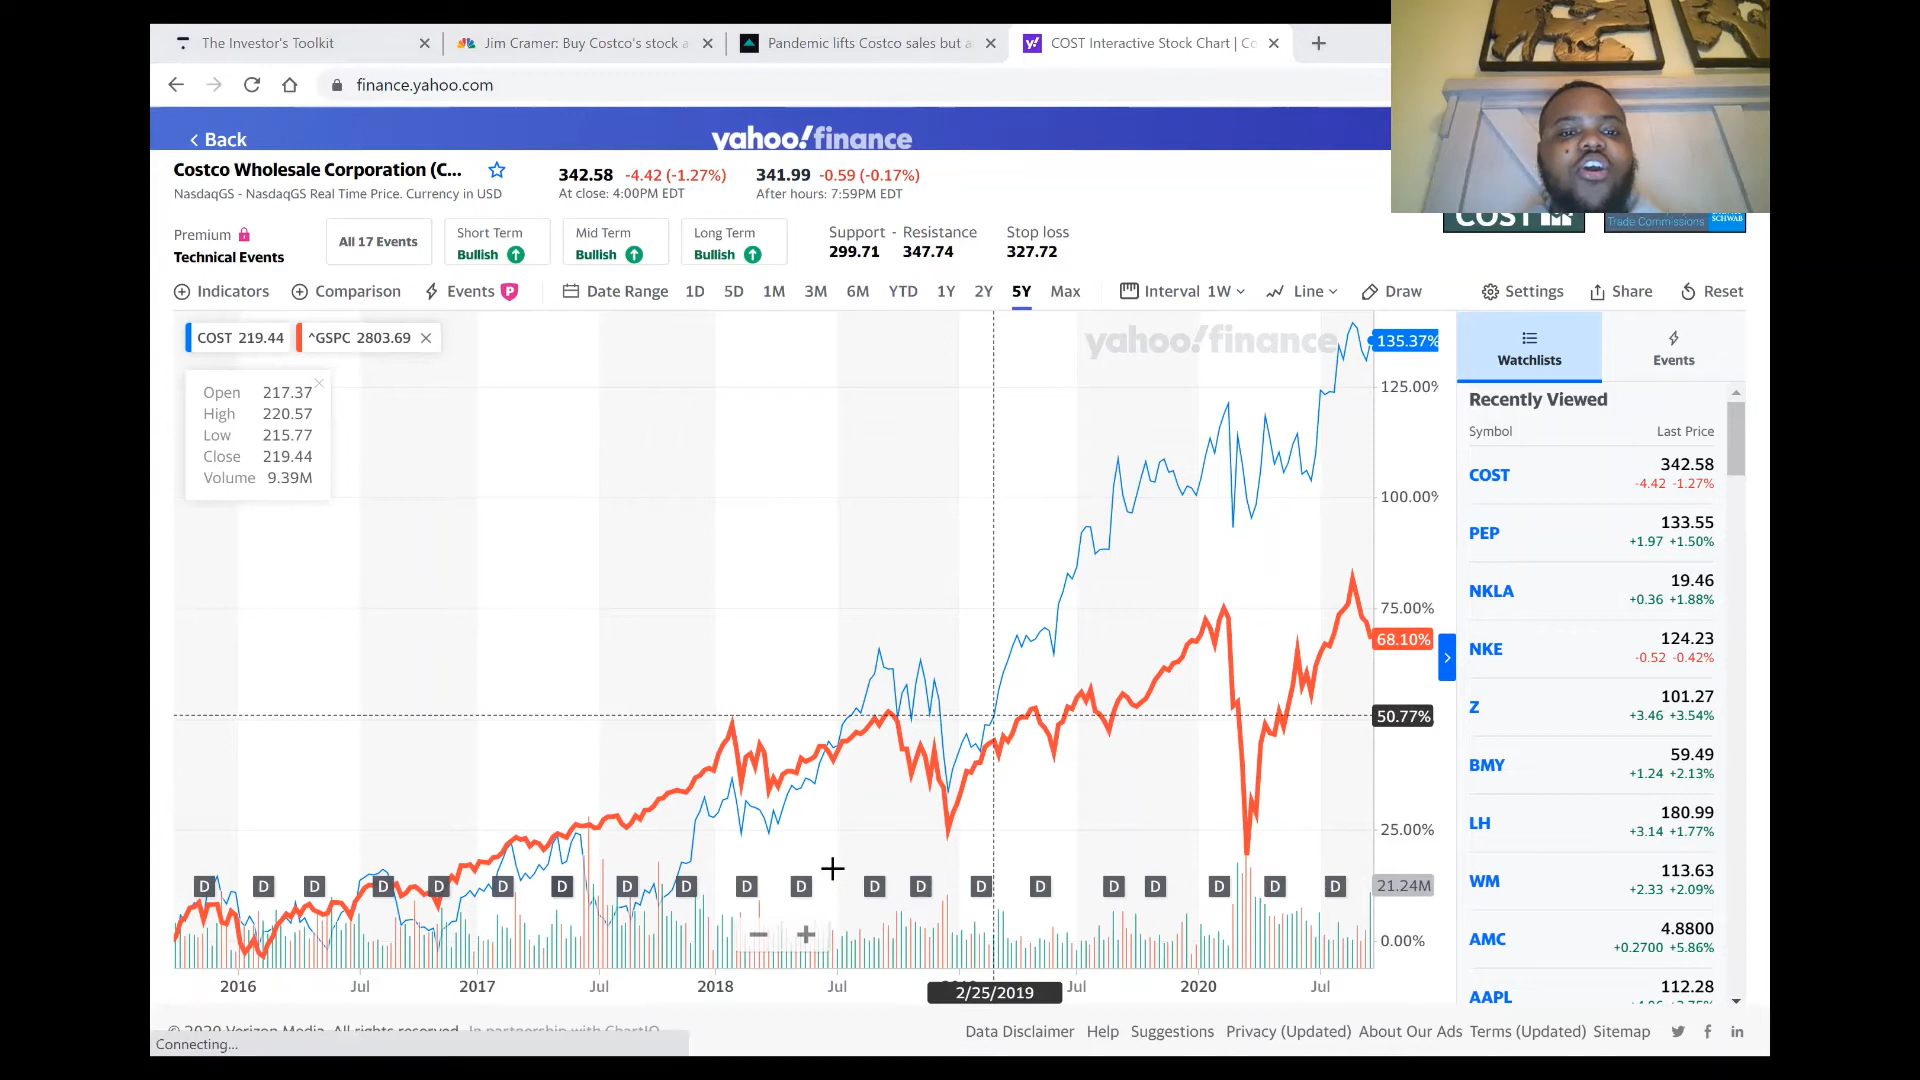 The Investor's Toolkit
Jim Cramer: Buy Costco's stock a
Pandemic lifts Costco sales but a
COST Interactive Stock Chart | Co
finance.yahoo.com
Back
yahoo!finance
Costco Wholesale Corporation (C...
342.58 -4.42 (-1.27%)
341.99 -0.59 (-0.17%)
NasdaqGS - NasdaqGS Real Time Price. Currency in USD
At close: 4:00PM EDT
After hours: 7:59PM EDT
COST
Trade Commissions
SCHWAB
Premium
Technical Events
All 17 Events
Short Term
Bullish
Mid Term
Bullish
Long Term
Bullish
Support - Resistance
299.71 347.74
Stop loss
327.72
Indicators
Comparison
Events
P
Date Range 1D 5D 1M 3M 6M YTD 1Y 2Y 5Y Max
Interval 1W
Line
Draw
Settings
Share
Reset
COST 219.44
^GSPC 2803.69
yahoo!finance
Open 217.37
High 220.57
Low 215.77
Close 219.44
Volume 9.39M
135.37%
125.00%
100.00%
75.00%
68.10%
50.77%
25.00%
21.24M
0.00%
D D D D D D D D D D D D D D D D D D D D
2016 Jul 2017 Jul 2018 Jul 2/25/2019 Jul 2020 Jul
Watchlists
Events
Recently Viewed
Symbol Last Price
COST 342.58
-4.42 -1.27%
PEP 133.55
+1.97 +1.50%
NKLA 19.46
+0.36 +1.88%
NKE 124.23
-0.52 -0.42%
Z 101.27
+3.46 +3.54%
BMY 59.49
+1.24 +2.13%
LH 180.99
+3.14 +1.77%
WM 113.63
+2.33 +2.09%
AMC 4.8800
+0.2700 +5.86%
AAPL 112.28
© 2020 Verizon Media. All rights reserved. In partnership with ChartIQ
Data Disclaimer Help Suggestions Privacy (Updated) About Our Ads Terms (Updated) Sitemap
Connecting...